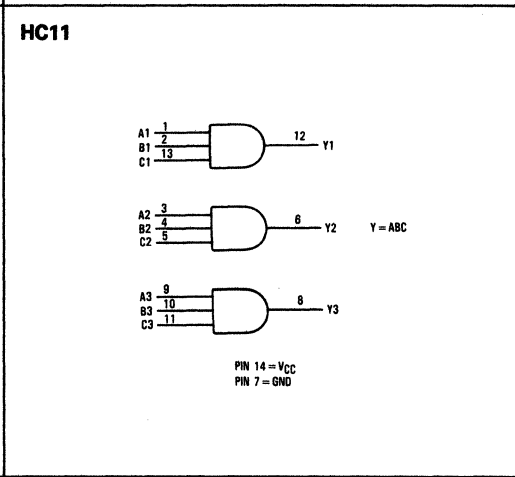 HC11
A1 1
B1 2 12 Y1
C1 13
A2 3
B2 4 6 Y2 Y = ABC
C2 5
A3 9
B3 10 8 Y3
C3 11
PIN 14 = VCC
PIN 7 = GND